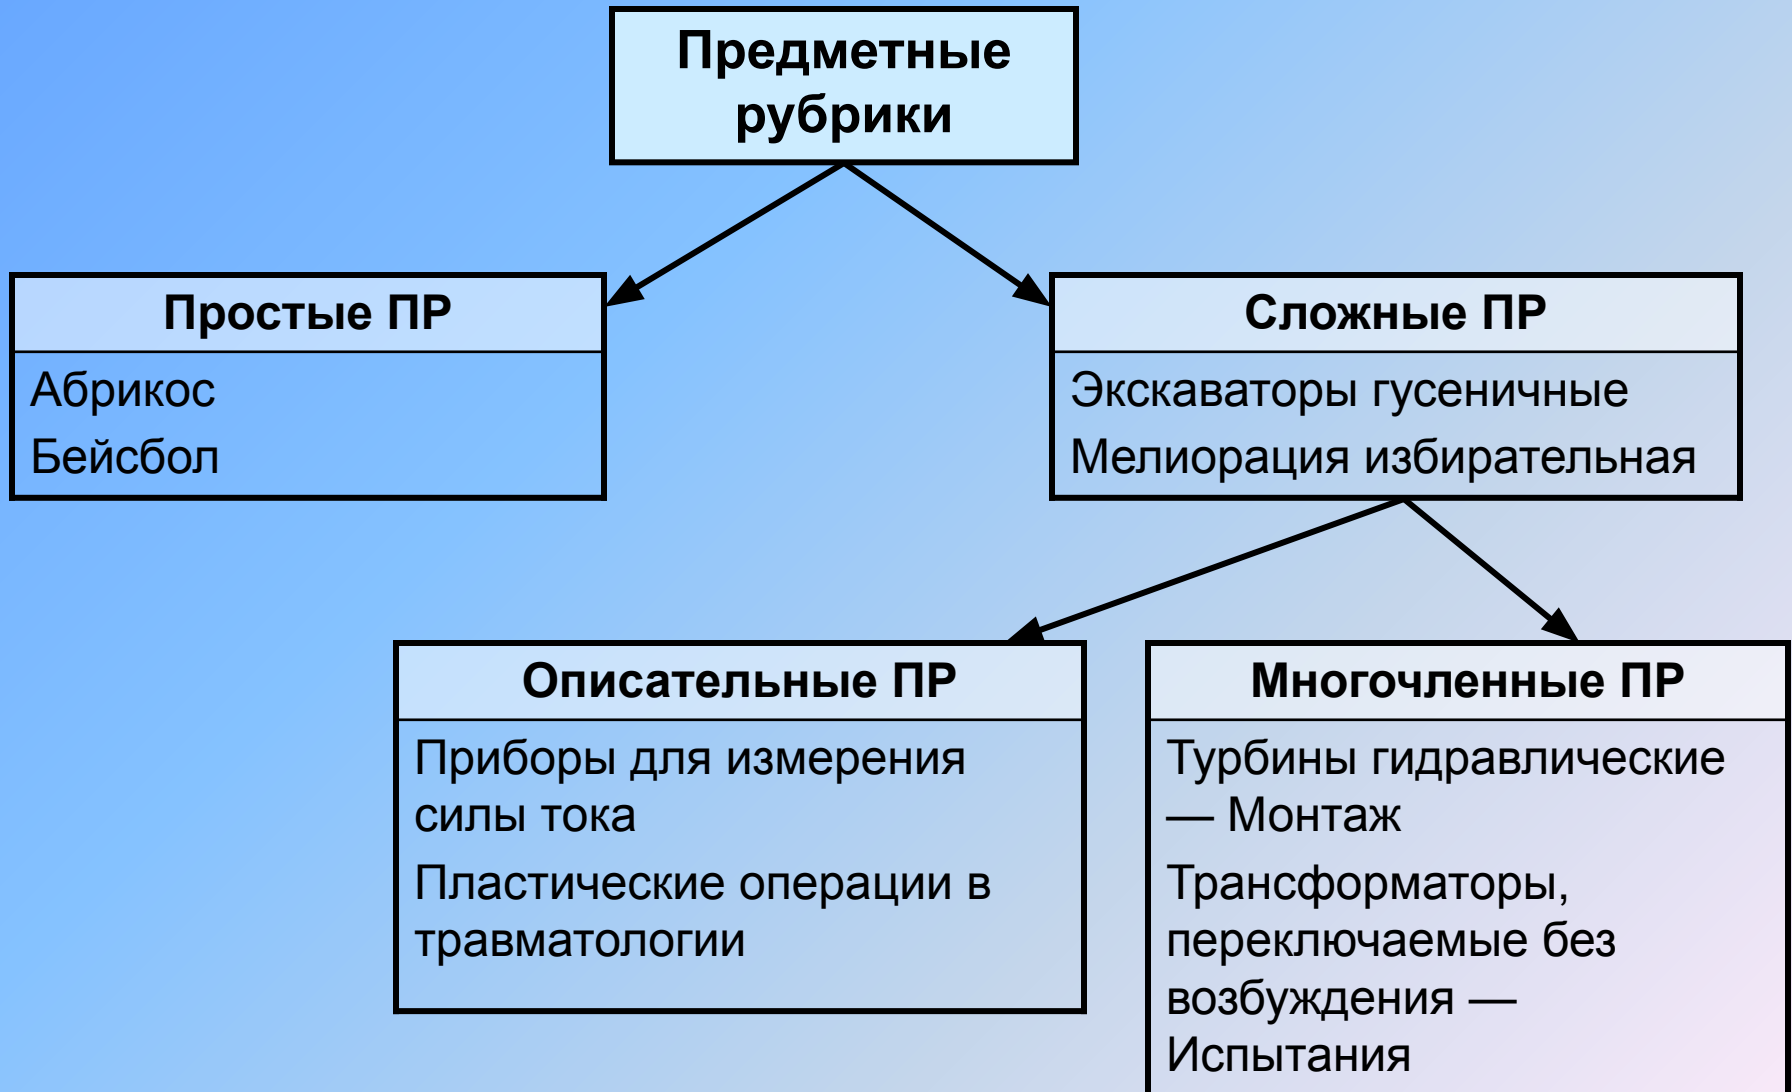 Предметные
рубрики
Простые ПР
Абрикос
Бейсбол
Сложные ПР
Экскаваторы гусеничные
Мелиорация избирательная
Описательные ПР
Приборы для измерения
силы тока
Пластические операции в
травматологии
Многочленные ПР
Турбины гидравлические
— Монтаж
Трансформаторы,
переключаемые без
возбуждения —
Испытания